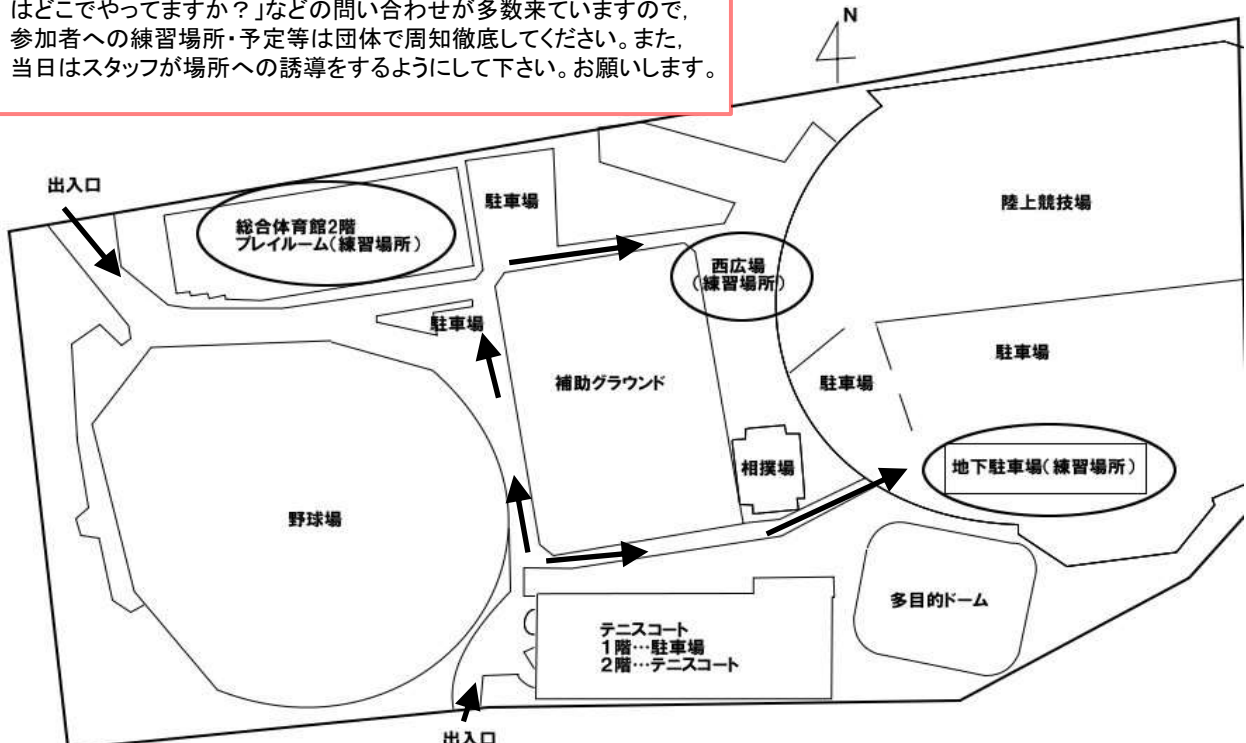 はどこでやってますか？」などの問い合わせが多数来ていますので,
参加者への練習場所・予定等は団体で周知徹底してください。また,
当日はスタッフが場所への誘導をするようにして下さい。お願いします。
N
出入口
総合体育館2階
プレイルーム(練習場所)
駐車場
陸上競技場
西広場
(練習場所)
駐車場
駐車場
補助グラウンド
駐車場
相撲場
地下駐車場(練習場所)
野球場
多目的ドーム
テニスコート
1階…駐車場
2階…テニスコート
出入口